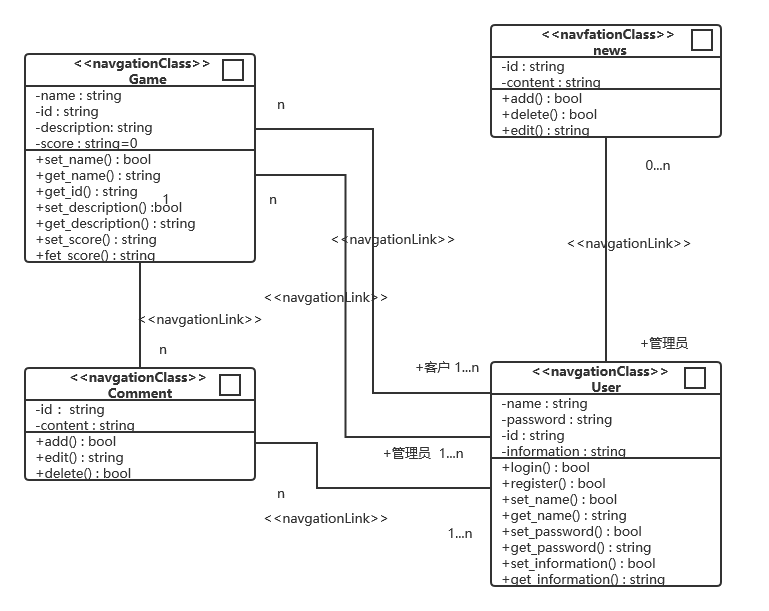 <<navgationClass>>
Game
-name : string
-id : string
-description: string
-score : string=0
+set_name() : bool
+get_name() : string
+get_id() : string
+set_description() :bool
+get_description() : string
+set_score() : string
+fet_score() : string
<<navfationClass>>
news
-id : string
-content : string
+add() : bool
+delete() : bool
+edit() : string
n
n
1
0...n
<<navgationLink>>
<<navgationLink>>
<<navgationLink>>
<<navgationLink>>
n
+管理员
+客户 1...n
<<navgationClass>>
Comment
-id : string
-content : string
+add() : bool
+edit() : string
+delete() : bool
<<navgationClass>>
User
-name : string
-password : string
-id : string
-information : string
+login() : bool
+register() : bool
+set_name() : bool
+get_name() : string
+set_password() : bool
+get_password() : string
+set_information() : bool
+get_information() : string
+管理员 1...n
n
<<navgationLink>>
1...n